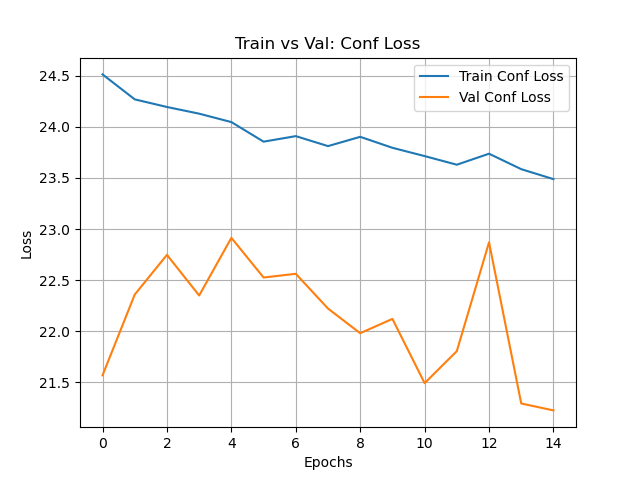 Train vs Val: Conf Loss
Train Conf Loss
Val Conf Loss
24.5
24.0
23.5
23.0
22.5
22.0
21.5
Loss
0 2 4 6 8 10 12 14
Epochs